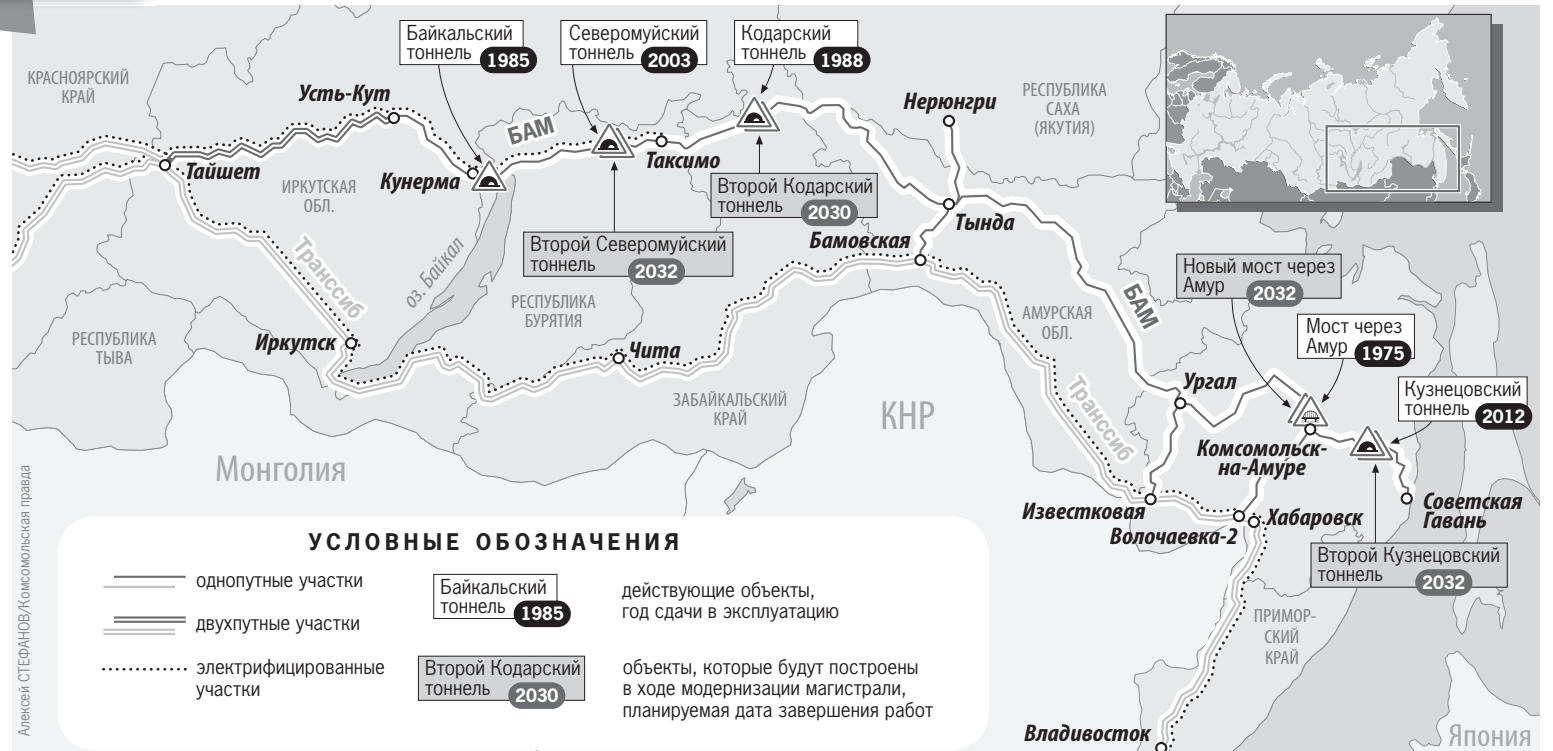 КРАСНОЯРСКИЙ
КРАЙ
Байкальский
тоннель 1985
Северомуйский
тоннель 2003
Кодарский
тоннель 1988
Усть-Кут
БАМ
Нерюнгри
РЕСПУБЛИКА
САХА
(ЯКУТИЯ)
Тайшет
ИРКУТСКАЯ
ОБЛ.
Кунерма
Таксимо
Второй Кодарский
тоннель 2030
Тында
Второй Северомуйский
тоннель 2032
Бамовская
Транссиб
оз. Байкал
РЕСПУБЛИКА
БУРЯТИЯ
АМУРСКАЯ
ОБЛ.
БАМ
Новый мост через
Амур 2032
Мост через
Амур 1975
РЕСПУБЛИКА
ТЫВА
Иркутск
Чита
ЗАБАЙКАЛЬСКИЙ
КРАЙ
КНР
Транссиб
Ургал
Кузнецовский
тоннель 2012
Комсомольск-
на-Амуре
Монголия
Известковая
Волочаевка-2
Хабаровск
Советская
Гавань
Второй Кузнецовский
тоннель 2032
ПРИМОР-
СКИЙ
КРАЙ
Владивосток
Япония
УСЛОВНЫЕ ОБОЗНАЧЕНИЯ
однопутные участки
двухпутные участки
электрифицированные
участки
Байкальский
тоннель 1985
действующие объекты,
год сдачи в эксплуатацию
Второй Кодарский
тоннель 2030
объекты, которые будут построены
в ходе модернизации магистрали,
планируемая дата завершения работ
Алексей СТЕФАНОВ/Комсомольская правда